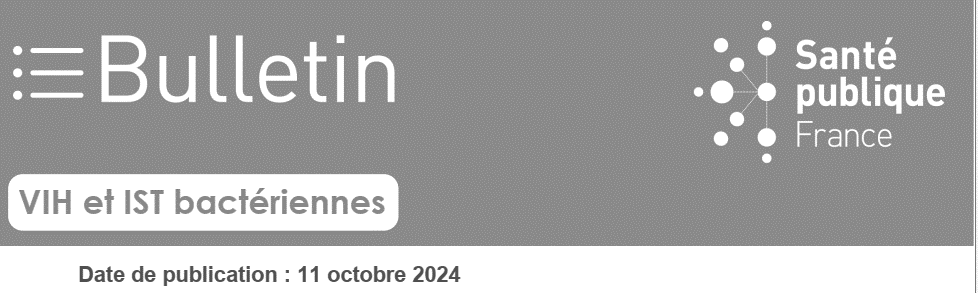 Bulletin
Santé
publique
France
VIH et IST bactériennes
Date de publication : 11 octobre 2024